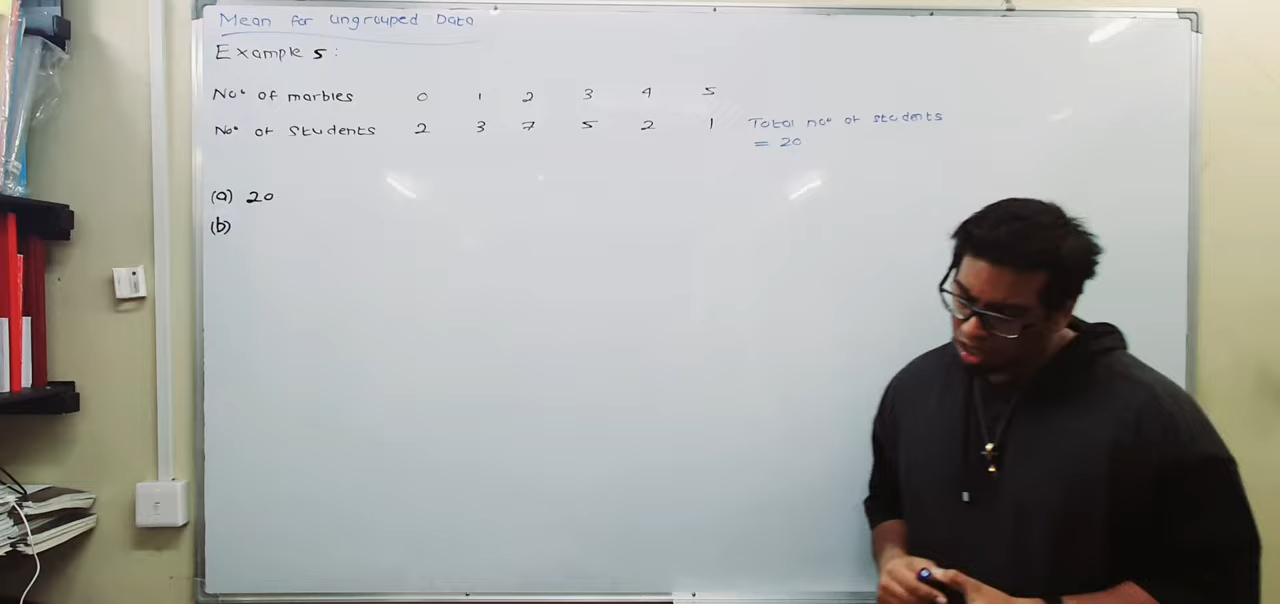 Mean for ungrouped Data
Example 5:
No. of marbles 0 1 2 3 4 5
No. of Students 2 3 7 5 2 1
Total no. of students
= 20
(a) 20
(b)